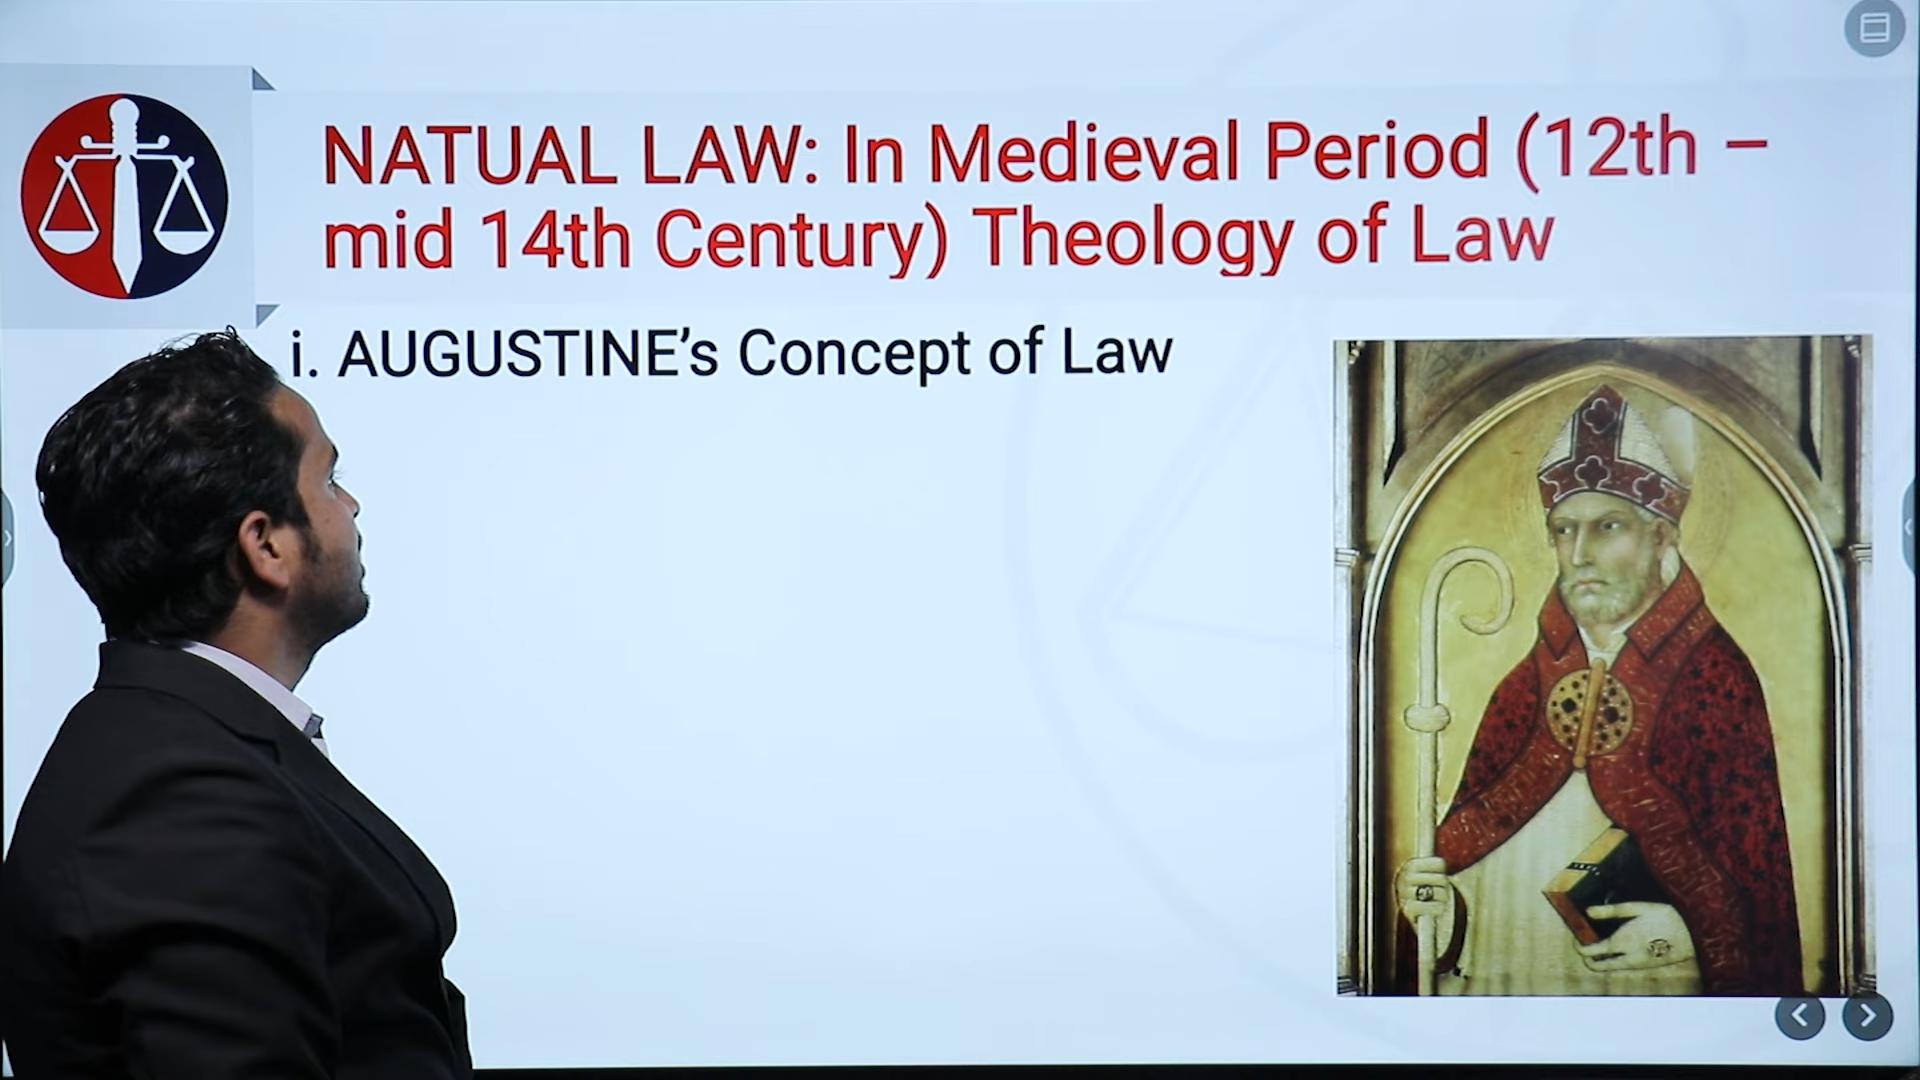 NATUAL LAW: In Medieval Period (12th –
mid 14th Century) Theology of Law
i. AUGUSTINE’s Concept of Law